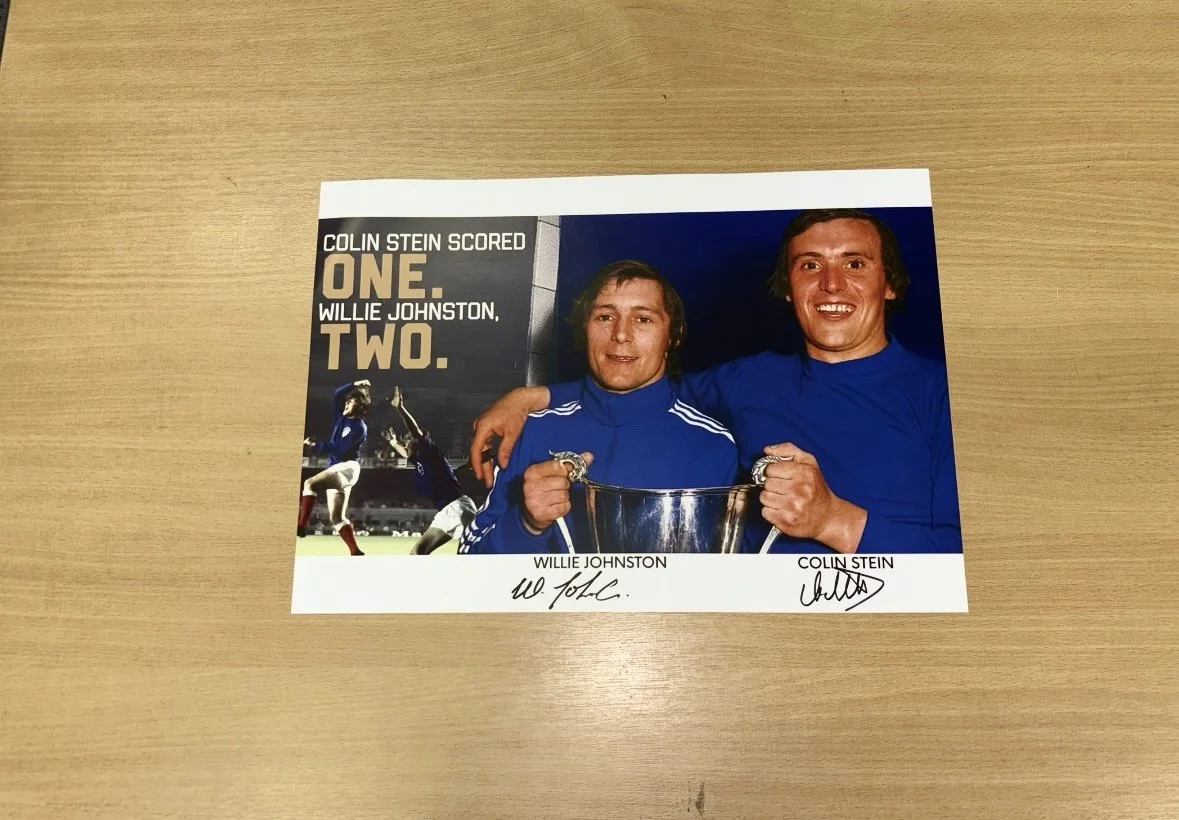 COLIN STEIN SCORED
ONE.
WILLIE JOHNSTON,
TWO.
WILLIE JOHNSTON
COLIN STEIN